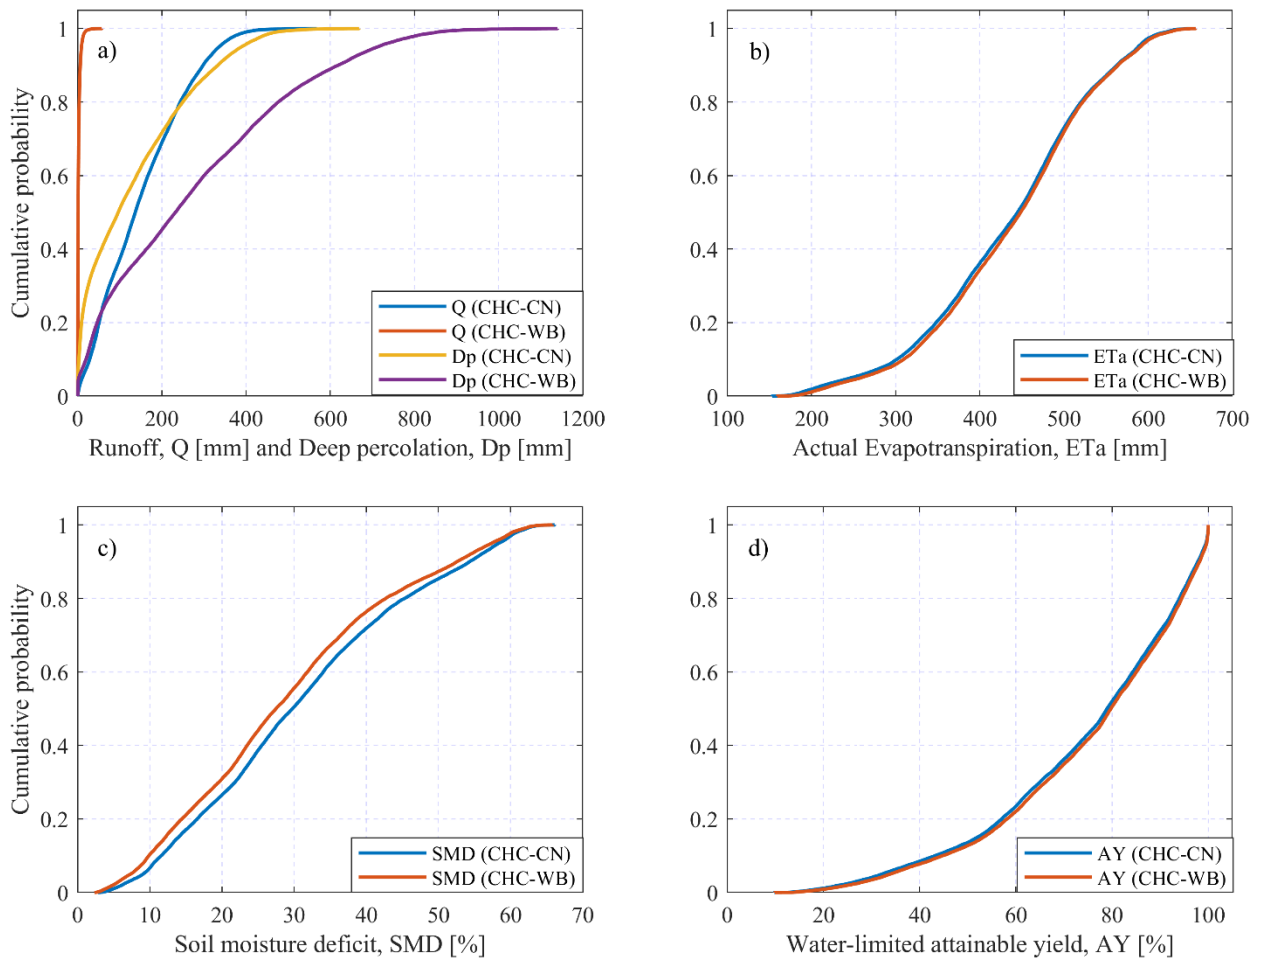 a)
Cumulative probability
1
0.8
0.6
0.4
0.2
0
0 200 400 600 800 1000 1200
Q (CHC-CN)
Q (CHC-WB)
Dp (CHC-CN)
Dp (CHC-WB)
Runoff, Q [mm] and Deep percolation, Dp [mm]
b)
1
0.8
0.6
0.4
0.2
0
100 200 300 400 500 600 700
ETa (CHC-CN)
ETa (CHC-WB)
Actual Evapotranspiration, ETa [mm]
c)
Cumulative probability
1
0.8
0.6
0.4
0.2
0
0 10 20 30 40 50 60 70
SMD (CHC-CN)
SMD (CHC-WB)
Soil moisture deficit, SMD [%]
d)
1
0.8
0.6
0.4
0.2
0
0 20 40 60 80 100
AY (CHC-CN)
AY (CHC-WB)
Water-limited attainable yield, AY [%]